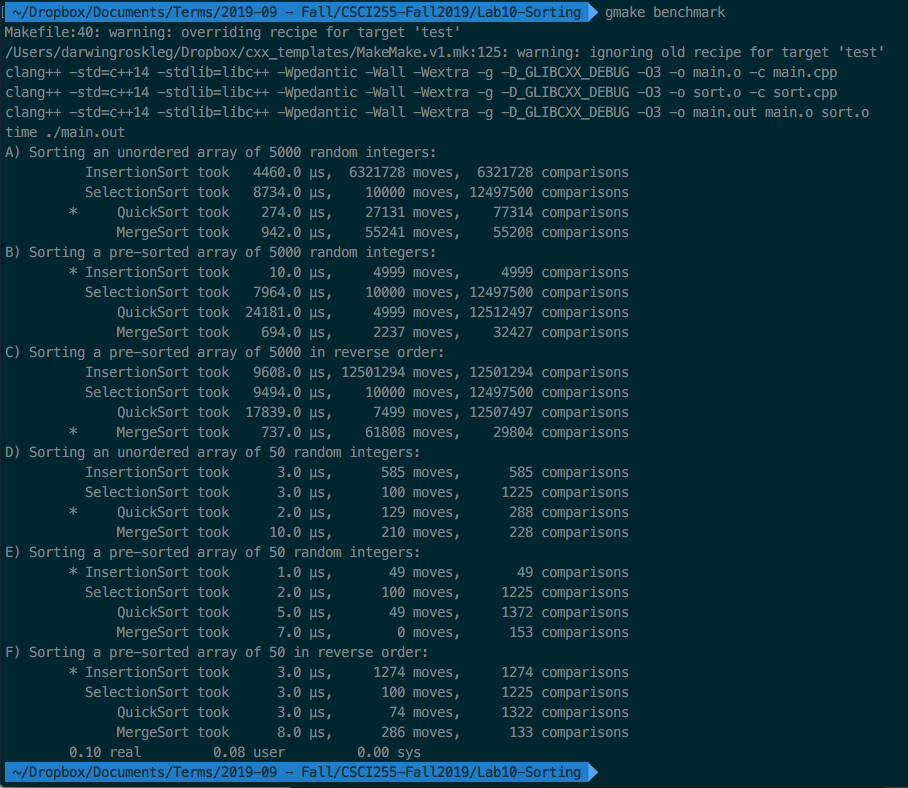 ~/Dropbox/Documents/Terms/2019-09 - Fall/CSCI255-Fall2019/Lab10-Sorting gmake benchmark
Makefile:40: warning: overriding recipe for target 'test'
/Users/darwingroskleg/Dropbox/cxx_templates/MakeMake.v1.mk:125: warning: ignoring old recipe for target 'test'
clang++ -std=c++14 -stdlib=libc++ -Wpedantic -Wall -Wextra -g -D_GLIBCXX_DEBUG -O3 -o main.o -c main.cpp
clang++ -std=c++14 -stdlib=libc++ -Wpedantic -Wall -Wextra -g -D_GLIBCXX_DEBUG -O3 -o sort.o -c sort.cpp
clang++ -std=c++14 -stdlib=libc++ -Wpedantic -Wall -Wextra -g -D_GLIBCXX_DEBUG -O3 -o main.out main.o sort.o
time ./main.out
A) Sorting an unordered array of 5000 random integers:
InsertionSort took 4460.0 µs, 6321728 moves, 6321728 comparisons
SelectionSort took 8734.0 µs, 10000 moves, 12497500 comparisons
* QuickSort took 274.0 µs, 27131 moves, 77314 comparisons
MergeSort took 942.0 µs, 55241 moves, 55208 comparisons
B) Sorting a pre-sorted array of 5000 random integers:
* InsertionSort took 10.0 µs, 4999 moves, 4999 comparisons
SelectionSort took 7964.0 µs, 10000 moves, 12497500 comparisons
QuickSort took 24181.0 µs, 4999 moves, 12512497 comparisons
MergeSort took 694.0 µs, 2237 moves, 32427 comparisons
C) Sorting a pre-sorted array of 5000 in reverse order:
InsertionSort took 9608.0 µs, 12501294 moves, 12501294 comparisons
SelectionSort took 9494.0 µs, 10000 moves, 12497500 comparisons
QuickSort took 17839.0 µs, 7499 moves, 12507497 comparisons
* MergeSort took 737.0 µs, 61808 moves, 29804 comparisons
D) Sorting an unordered array of 50 random integers:
InsertionSort took 3.0 µs, 585 moves, 585 comparisons
SelectionSort took 3.0 µs, 100 moves, 1225 comparisons
* QuickSort took 2.0 µs, 129 moves, 288 comparisons
MergeSort took 10.0 µs, 210 moves, 228 comparisons
E) Sorting a pre-sorted array of 50 random integers:
* InsertionSort took 1.0 µs, 49 moves, 49 comparisons
SelectionSort took 2.0 µs, 100 moves, 1225 comparisons
QuickSort took 5.0 µs, 49 moves, 1372 comparisons
MergeSort took 7.0 µs, 0 moves, 153 comparisons
F) Sorting a pre-sorted array of 50 in reverse order:
* InsertionSort took 3.0 µs, 1274 moves, 1274 comparisons
SelectionSort took 3.0 µs, 100 moves, 1225 comparisons
QuickSort took 3.0 µs, 74 moves, 1322 comparisons
MergeSort took 8.0 µs, 286 moves, 133 comparisons
0.10 real 0.08 user 0.00 sys
~/Dropbox/Documents/Terms/2019-09 - Fall/CSCI255-Fall2019/Lab10-Sorting